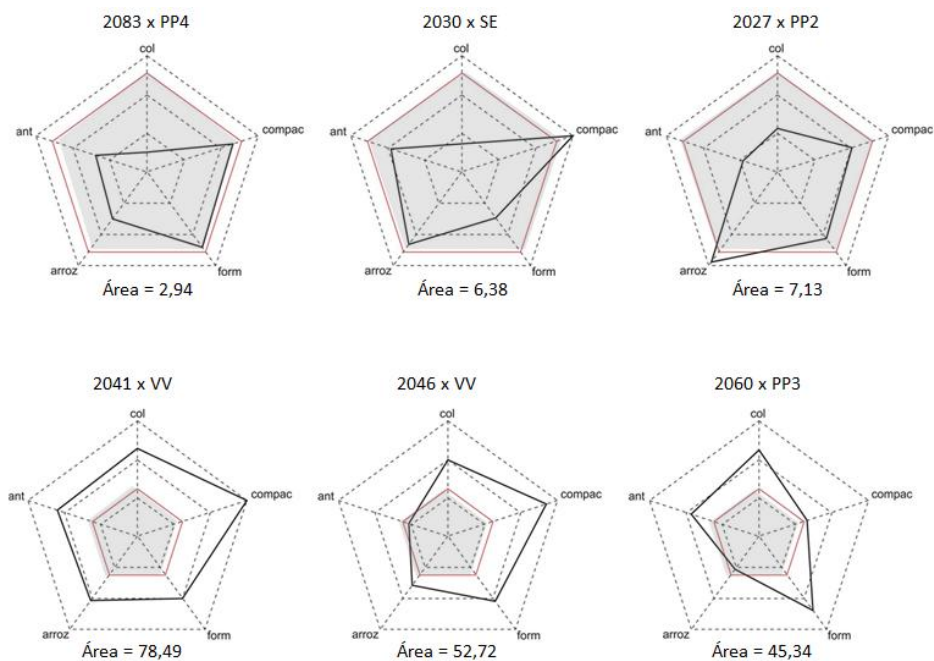 2083 x PP4
col
ant
compac
arroz
form
Área = 2,94
2030 x SE
col
ant
compac
arroz
form
Área = 6,38
2027 x PP2
col
ant
compac
arroz
form
Área = 7,13
2041 x VV
col
ant
compac
arroz
form
Área = 78,49
2046 x VV
col
ant
compac
arroz
form
Área = 52,72
2060 x PP3
col
ant
compac
arroz
form
Área = 45,34